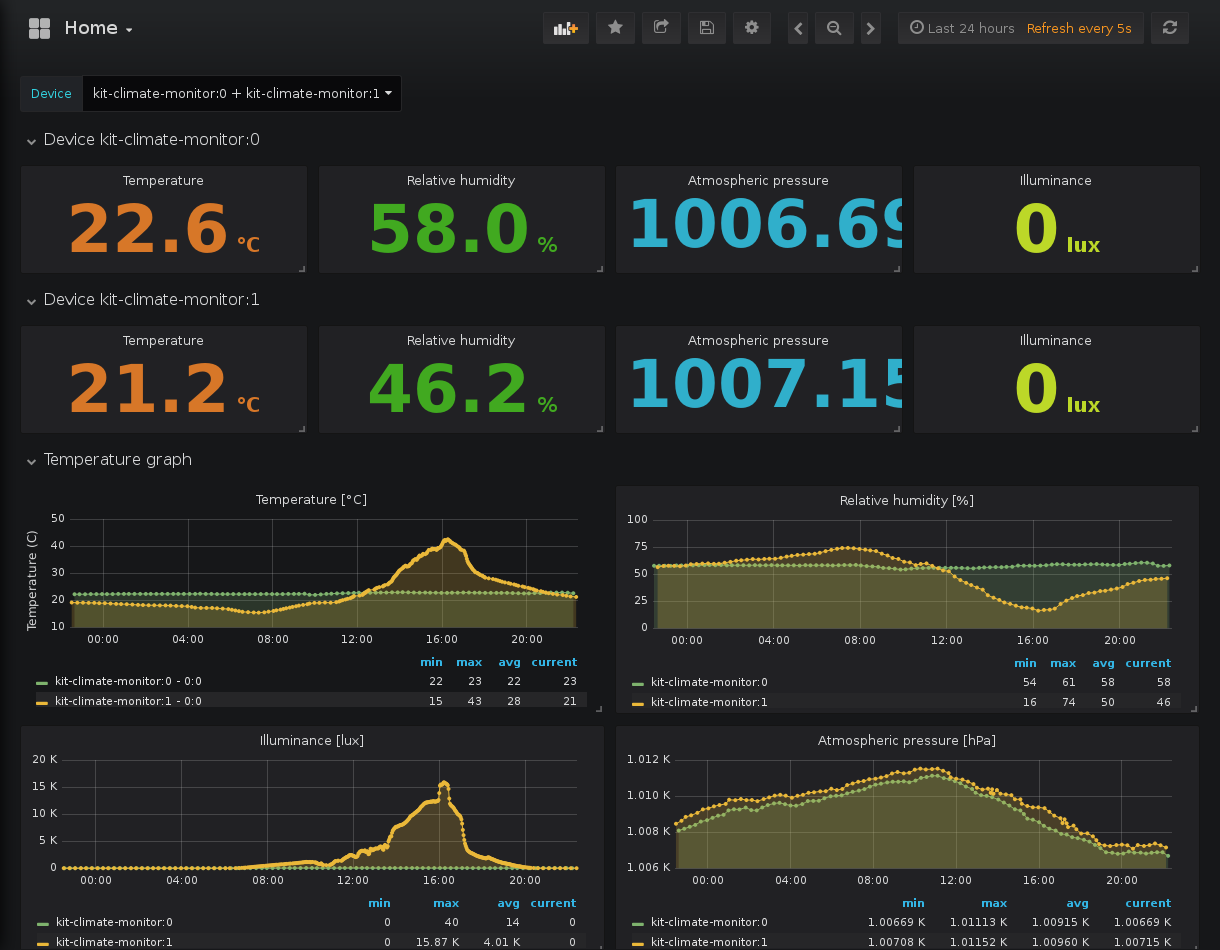 Home
Last 24 hours Refresh every 5s
Device kit-climate-monitor:0 + kit-climate-monitor:1
Device kit-climate-monitor:0
Temperature Relative humidity Atmospheric pressure Illuminance
22.6 °C 58.0 % 1006.69 0 lux
Device kit-climate-monitor:1
Temperature Relative humidity Atmospheric pressure Illuminance
21.2 °C 46.2 % 1007.15 0 lux
Temperature graph
Temperature [°C]
Temperature (C)
50
40
30
20
10
00:00 04:00 08:00 12:00 16:00 20:00
min max avg current
kit-climate-monitor:0 - 0:0 22 23 22 23
kit-climate-monitor:1 - 0:0 15 43 28 21
Relative humidity [%]
100
75
50
25
0
00:00 04:00 08:00 12:00 16:00 20:00
min max avg current
kit-climate-monitor:0 54 61 58 58
kit-climate-monitor:1 16 74 50 46
Illuminance [lux]
20 K
15 K
10 K
5 K
0
00:00 04:00 08:00 12:00 16:00 20:00
min max avg current
kit-climate-monitor:0 0 40 14 0
kit-climate-monitor:1 0 15.87 K 4.01 K 0
Atmospheric pressure [hPa]
1.012 K
1.010 K
1.008 K
1.006 K
00:00 04:00 08:00 12:00 16:00 20:00
min max avg current
kit-climate-monitor:0 1.00669 K 1.01113 K 1.00915 K 1.00669 K
kit-climate-monitor:1 1.00708 K 1.01152 K 1.00960 K 1.00715 K